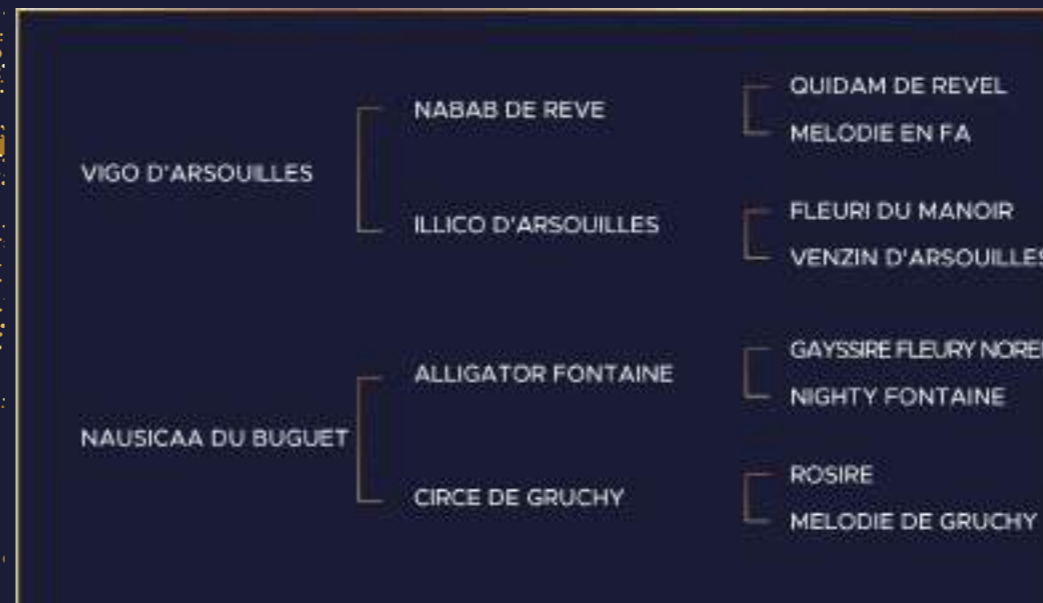 QUIDAM DE REVEL
NABAB DE REVE
MELODIE EN FA
VIGO D'ARSOUILLES
FLEURI DU MANOIR
ILLICO D'ARSOUILLES
VENZIN D'ARSOUILLES
GAYSSIRE FLEURY
ALLIGATOR FONTAINE
NIGHTY FONTAINE
NAUSICAA DU BUGUET
ROSIRE
CIRCE DE GRUCHY
MELODIE DE GRUCHY